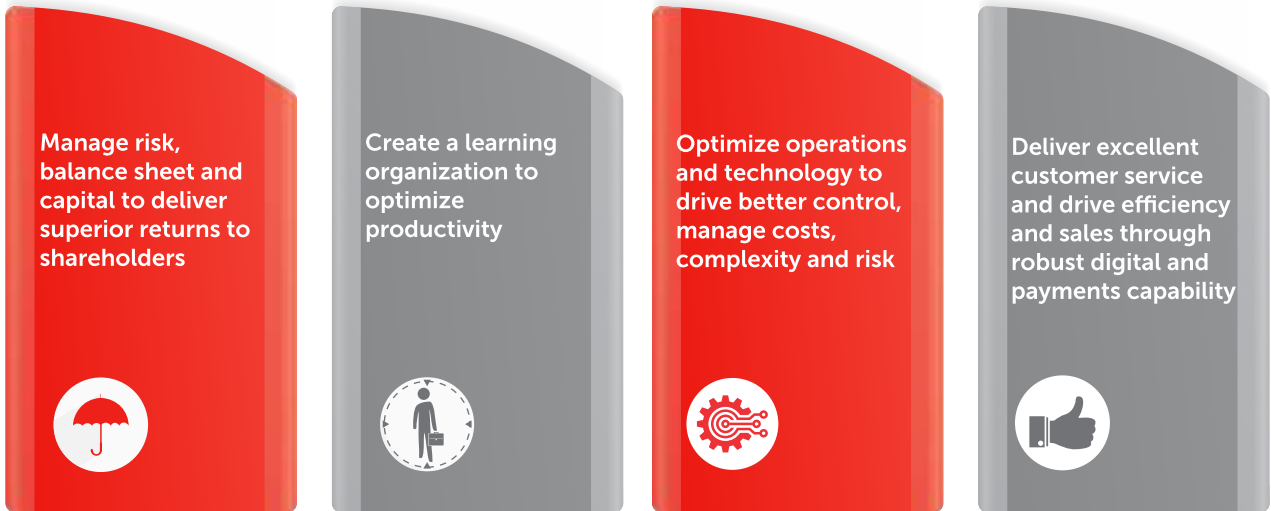 Manage risk,
balance sheet and
capital to deliver
superior returns to
shareholders
Create a learning
organization to
optimize
productivity
Optimize operations
and technology to
drive better control,
manage costs,
complexity and risk
Deliver excellent
customer service
and drive efficiency
and sales through
robust digital and
payments capability